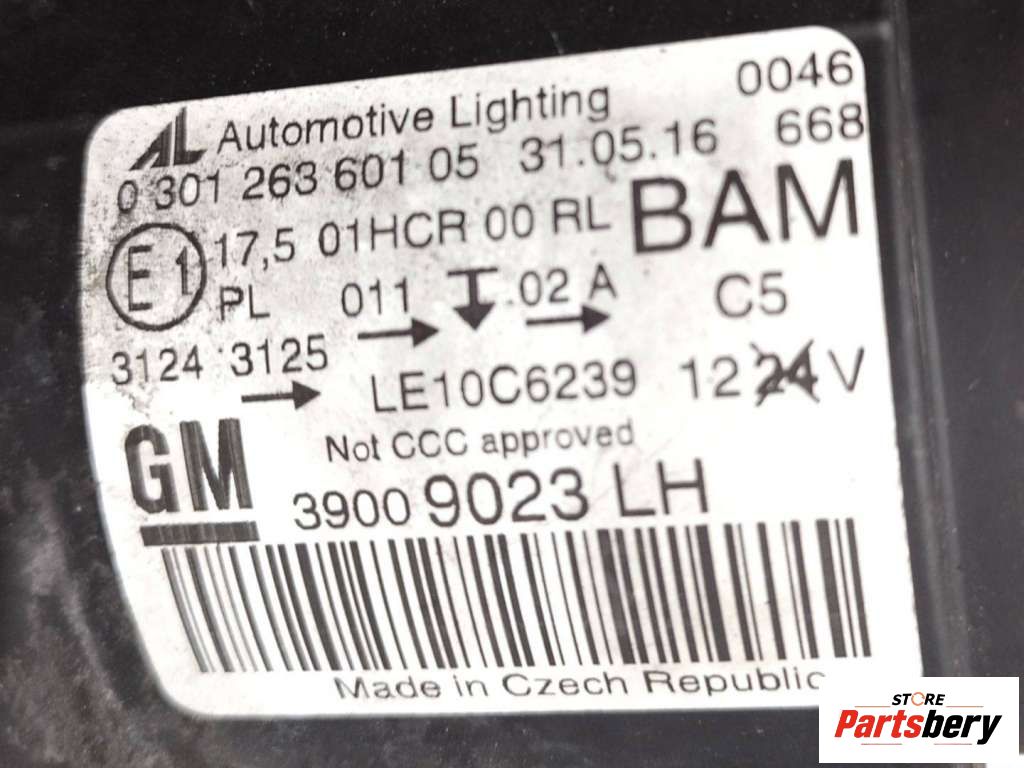 AL Automotive Lighting 0046
0 301 263 601 05 31.05.16 668
E1 17,5 01HCR 00 RL BAM
PL 011 .02 A C5
3124 3125 LE10C6239 12 24 V
Not CCC approved
GM 3900 9023 LH
Made in Czech Republic
STORE
Partsbery